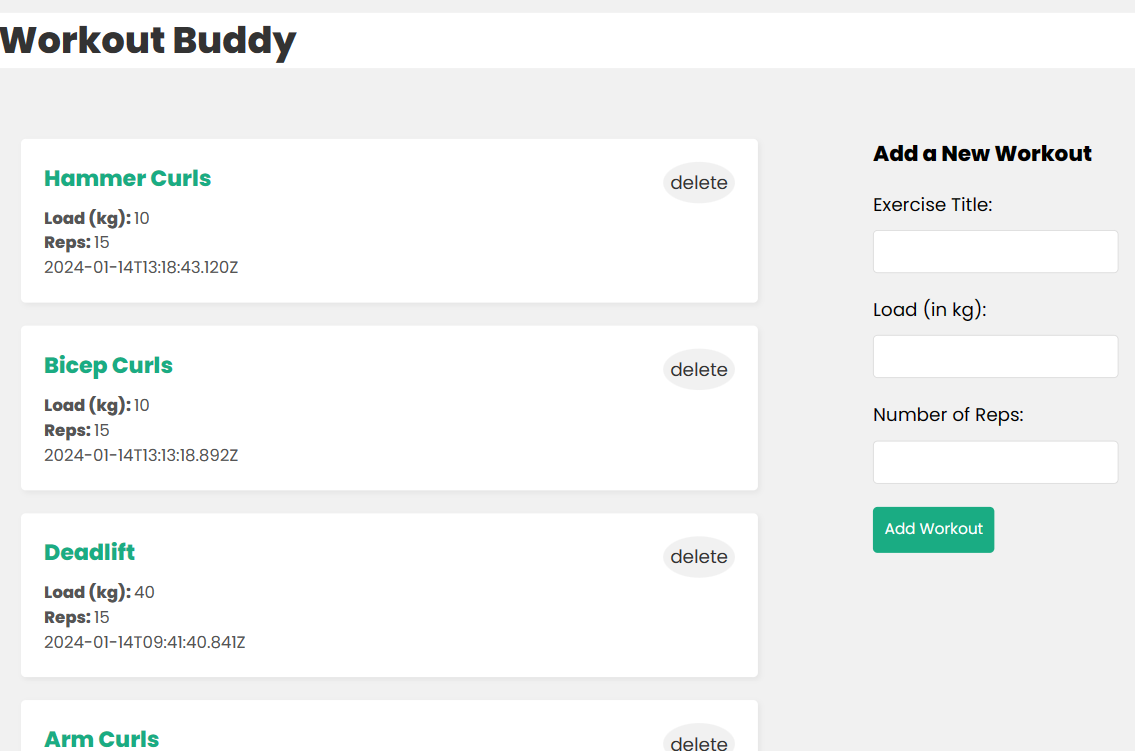 Workout Buddy
Hammer Curls
delete
Load (kg): 10
Reps: 15
2024-01-14T13:18:43.120Z
Bicep Curls
delete
Load (kg): 10
Reps: 15
2024-01-14T13:13:18.892Z
Deadlift
delete
Load (kg): 40
Reps: 15
2024-01-14T09:41:40.841Z
Arm Curls
delete
Add a New Workout
Exercise Title:
Load (in kg):
Number of Reps:
Add Workout